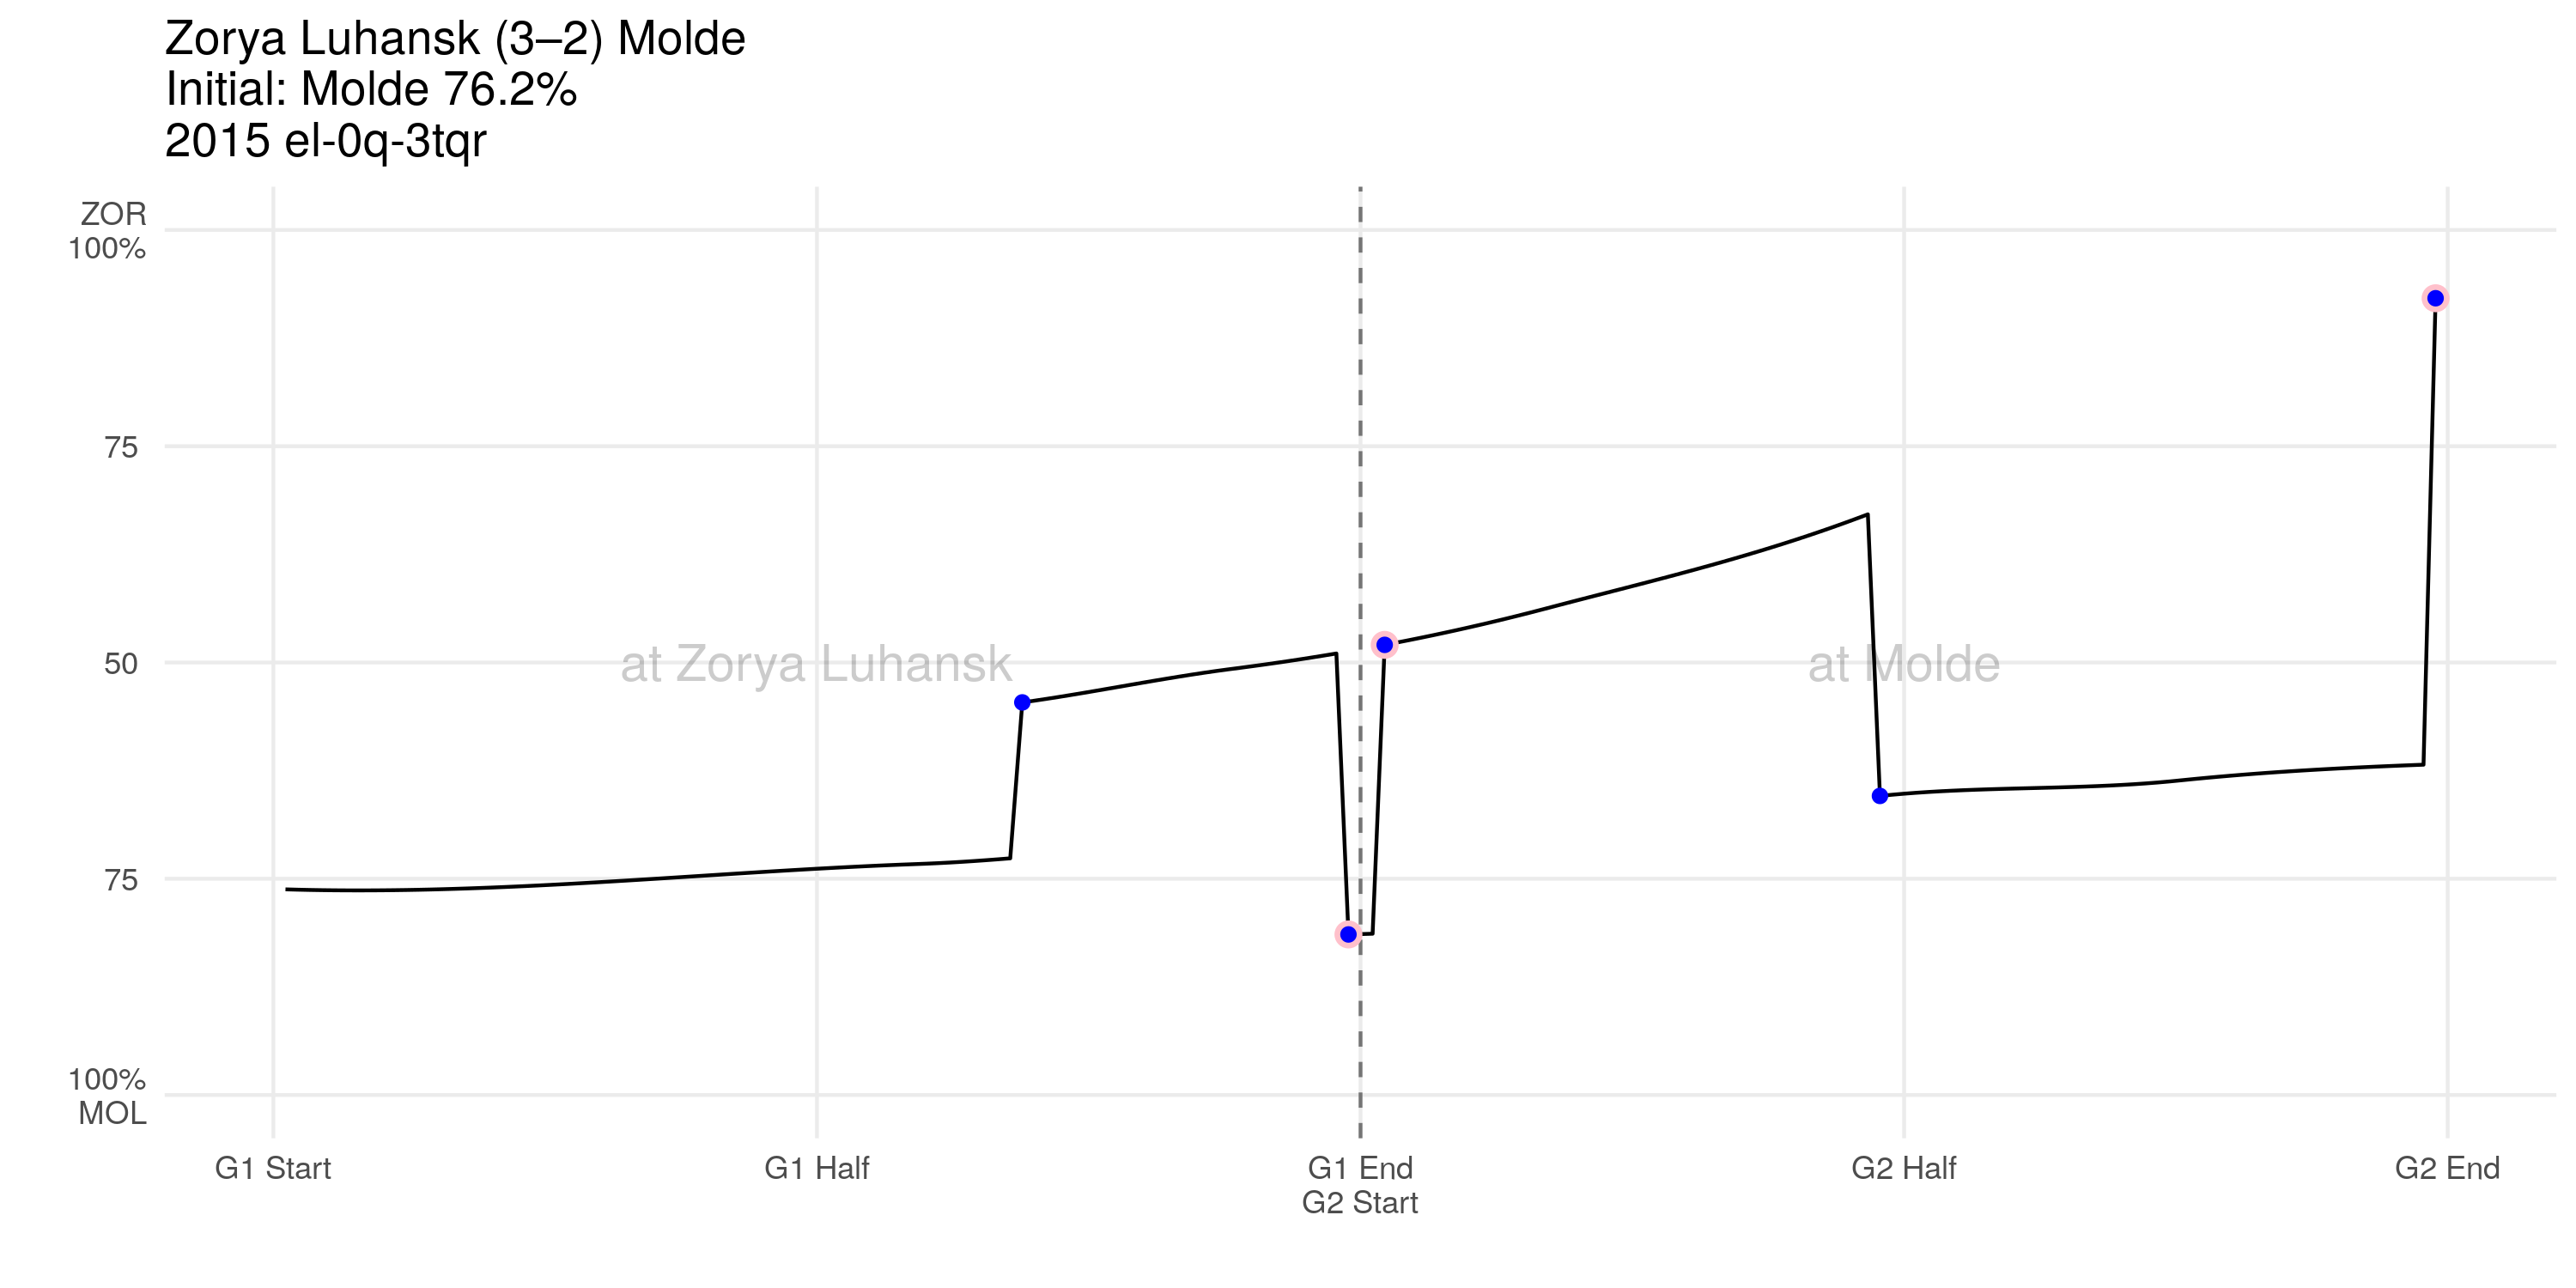 Zorya Luhansk (3–2) Molde
Initial: Molde 76.2%
2015 el-0q-3tqr
ZOR
100%
75
50
75
100%
MOL
at Zorya Luhansk
at Molde
G1 Start
G1 Half
G1 End
G2 Start
G2 Half
G2 End